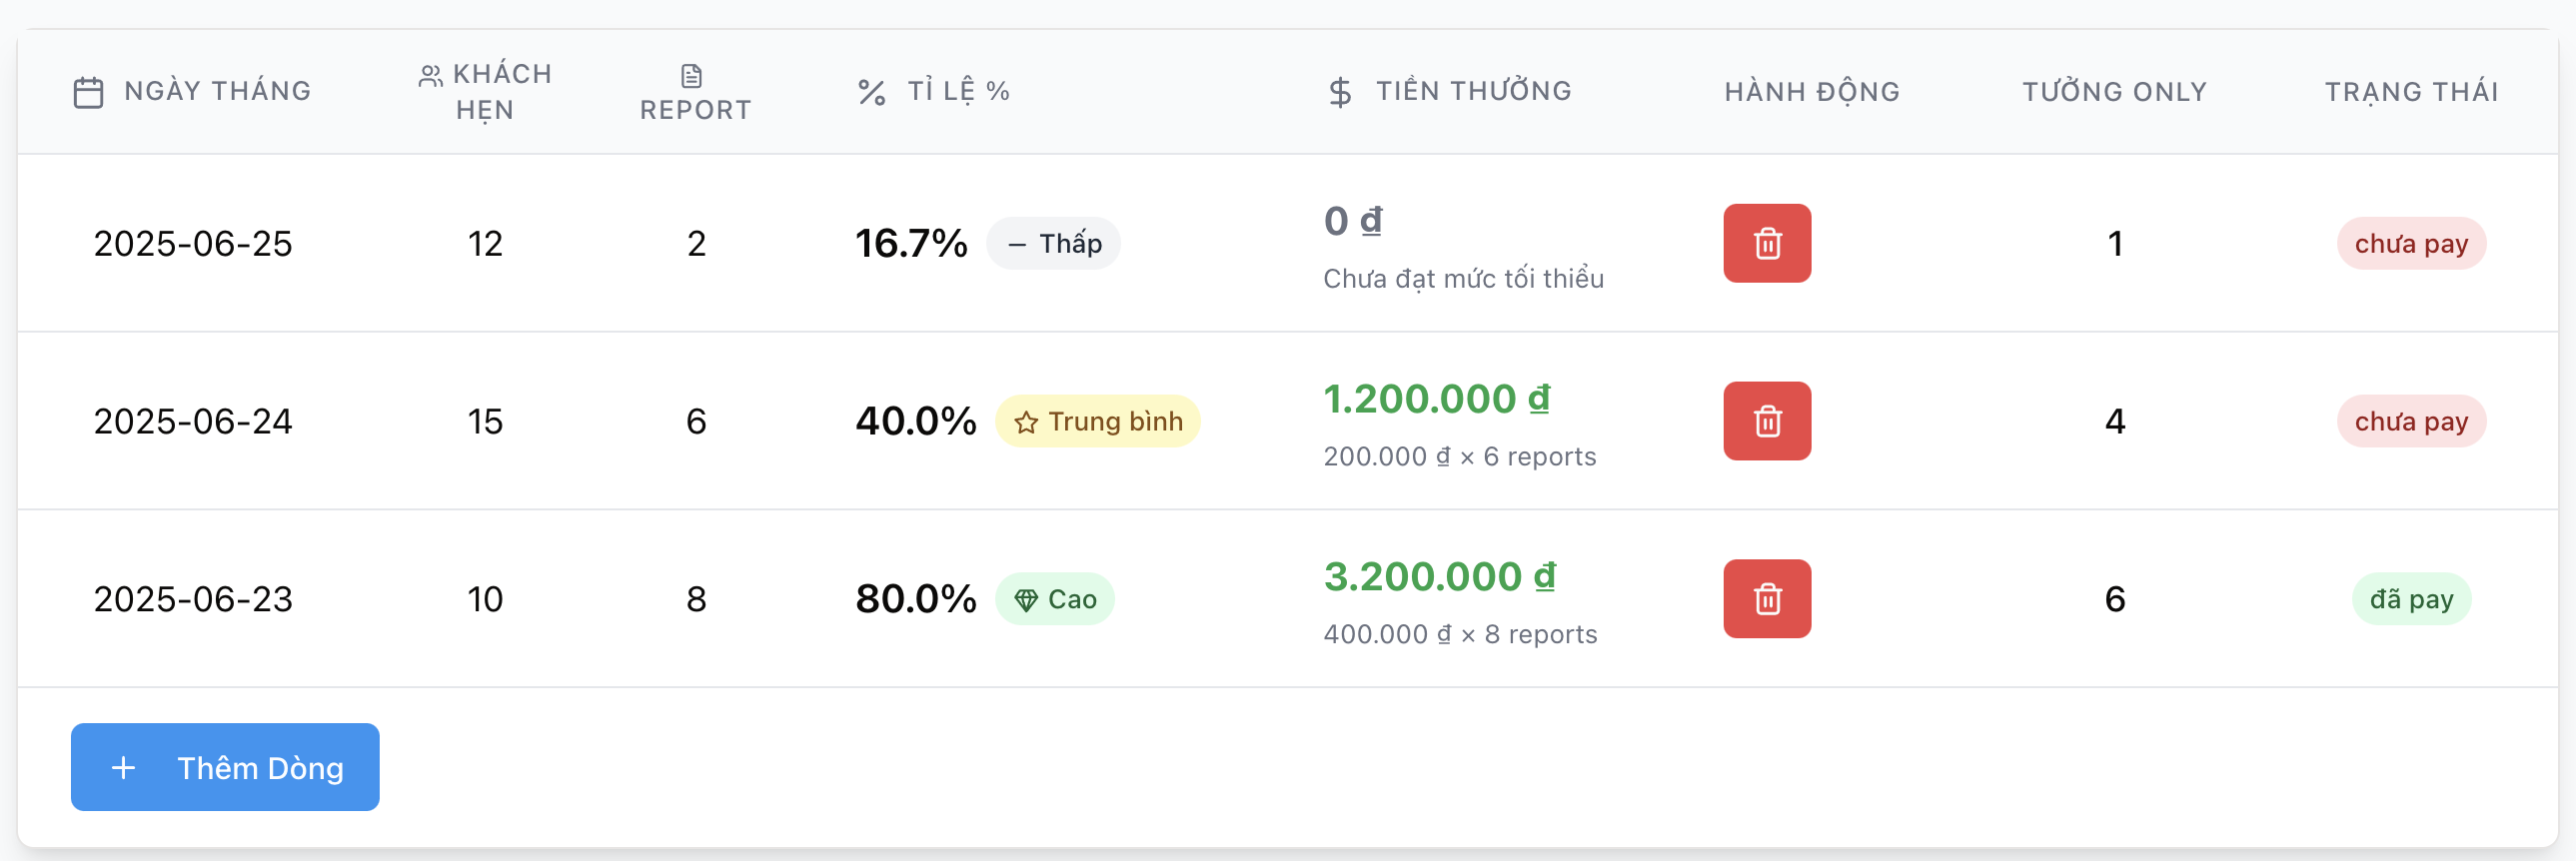 NGÀY THÁNG
KHÁCH
HẸN
REPORT
TỈ LỆ %
TIỀN THƯỞNG
HÀNH ĐỘNG
TƯỞNG ONLY
TRẠNG THÁI
2025-06-25
12
2
16.7%
Thấp
0 ₫
Chưa đạt mức tối thiểu
1
chưa pay
2025-06-24
15
6
40.0%
Trung bình
1.200.000 ₫
200.000 ₫ × 6 reports
4
chưa pay
2025-06-23
10
8
80.0%
Cao
3.200.000 ₫
400.000 ₫ × 8 reports
6
đã pay
+ Thêm Dòng